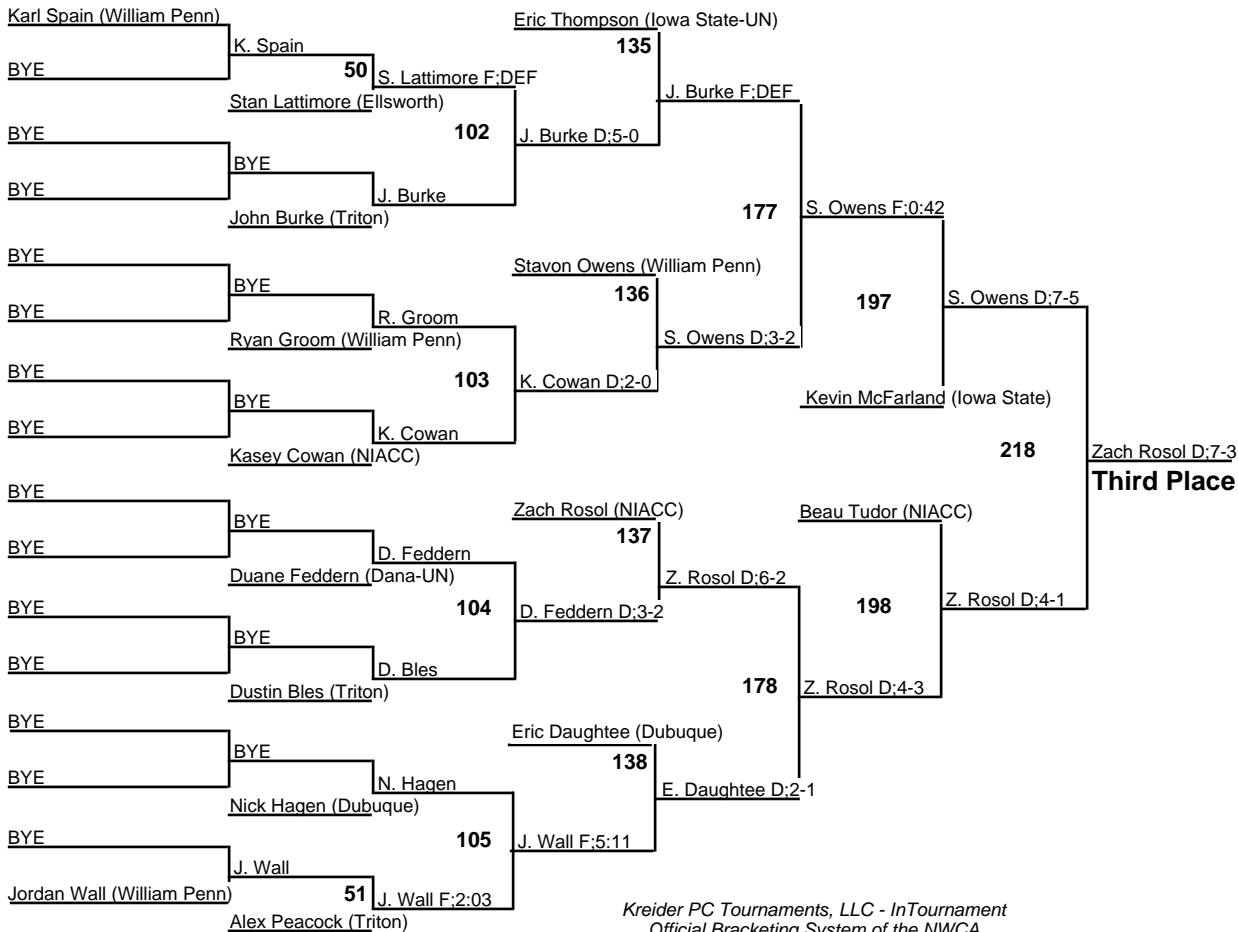 Karl Spain (William Penn)
Eric Thompson (Iowa State-UN)
K. Spain
135
BYE
50
S. Lattimore F;DEF
J. Burke F;DEF
Stan Lattimore (Ellsworth)
BYE
102
J. Burke D;5-0
BYE
BYE
J. Burke
177
S. Owens F;0:42
John Burke (Triton)
BYE
Stavon Owens (William Penn)
BYE
136
197
S. Owens D;7-5
BYE
R. Groom
Ryan Groom (William Penn)
S. Owens D;3-2
BYE
103
K. Cowan D;2-0
Kevin McFarland (Iowa State)
BYE
BYE
K. Cowan
218
Zach Rosol D;7-3
Kasey Cowan (NIACC)
Third Place
BYE
Zach Rosol (NIACC)
Beau Tudor (NIACC)
BYE
137
BYE
D. Feddern
Duane Feddern (Dana-UN)
Z. Rosol D;6-2
BYE
104
D. Feddern D;3-2
198
Z. Rosol D;4-1
BYE
BYE
D. Bles
178
Z. Rosol D;4-3
Dustin Bles (Triton)
BYE
Eric Daughtee (Dubuque)
BYE
138
BYE
N. Hagen
E. Daughtee D;2-1
Nick Hagen (Dubuque)
BYE
105
J. Wall F;5:11
J. Wall
Jordan Wall (William Penn)
51
J. Wall F;2:03
Alex Peacock (Triton)
Kreider PC Tournaments, LLC - InTournament
Official Bracketing System of the NWCA